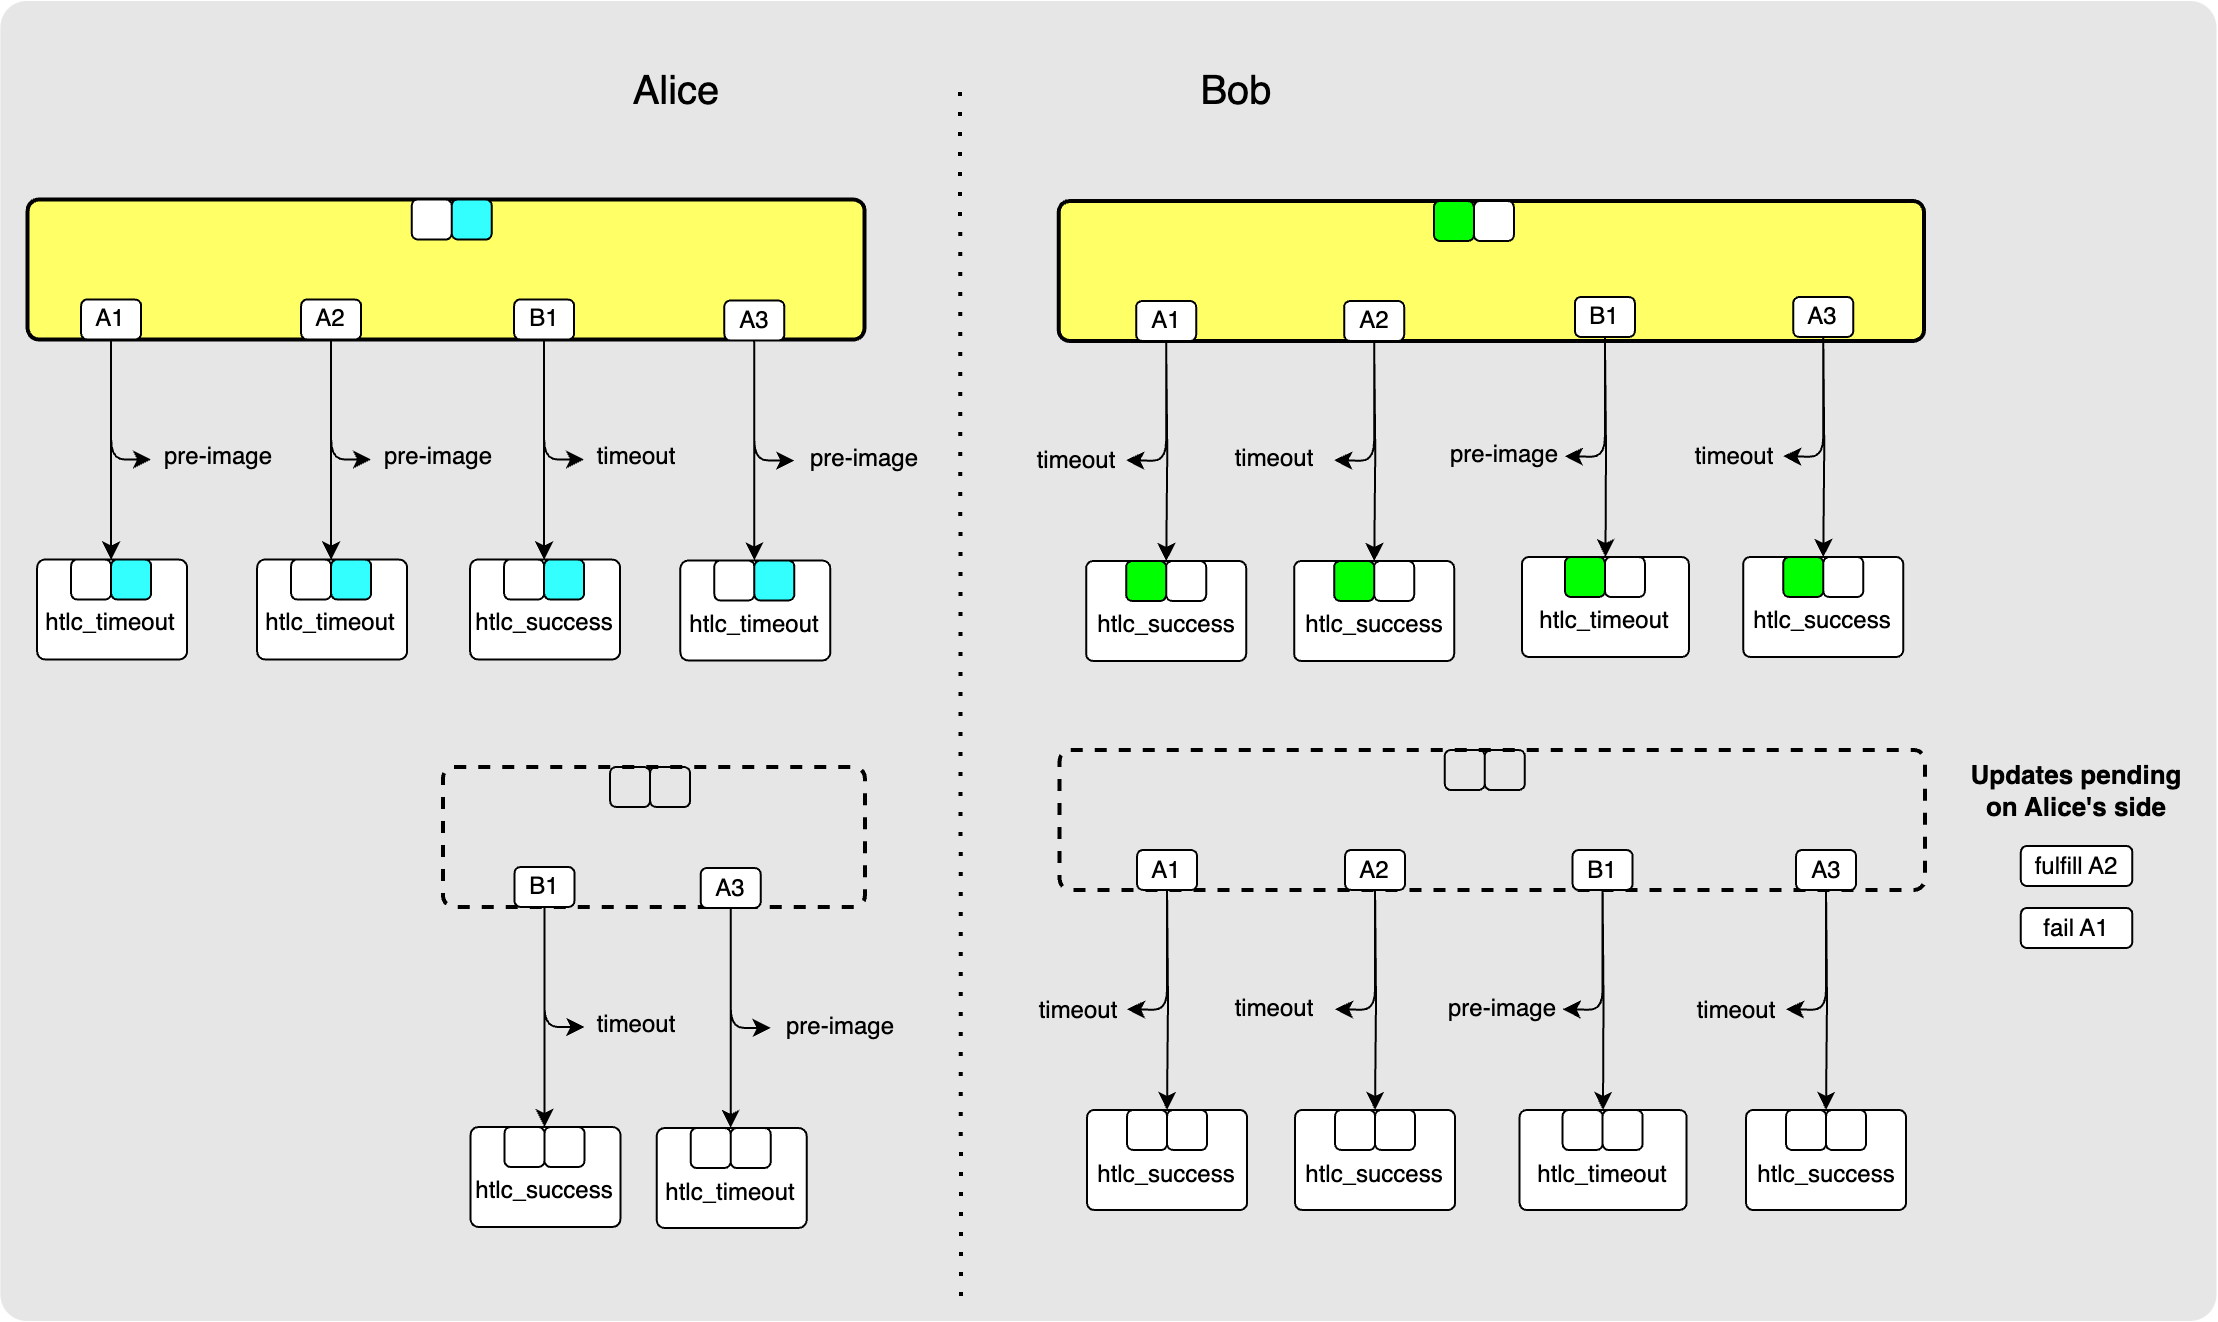 Alice
Bob
A1
A2
B1
A3
A1
A2
B1
A3
pre-image
pre-image
timeout
pre-image
timeout
timeout
pre-image
timeout
htlc_timeout
htlc_timeout
htlc_success
htlc_timeout
htlc_success
htlc_success
htlc_timeout
htlc_success
Updates pending
on Alice's side
B1
A3
A1
A2
B1
A3
fulfill A2
fail A1
timeout
pre-image
timeout
timeout
pre-image
timeout
htlc_success
htlc_timeout
htlc_success
htlc_success
htlc_timeout
htlc_success